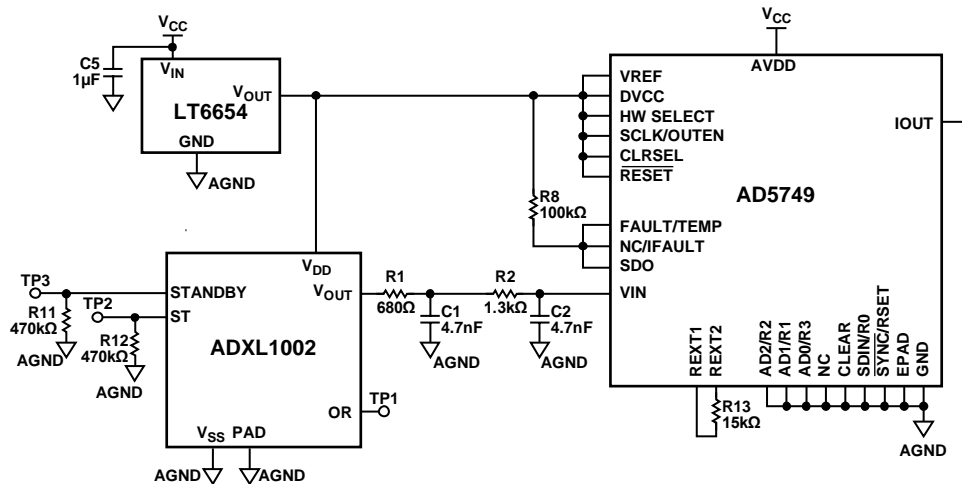 VCC
VCC
C5
1µF
VIN
AVDD
VOUT
LT6654
GND
AGND
VREF
DVCC
HW SELECT
SCLK/OUTEN
CLRSEL
RESET
IOUT
AD5749
R8
100kΩ
FAULT/TEMP
NC/IFAULT
SDO
VIN
VDD
VOUT
R1
680Ω
R2
1.3kΩ
C1
4.7nF
C2
4.7nF
AGND
AGND
TP3
STANDBY
R11
470kΩ
TP2
ST
R12
470kΩ
AGND
AGND
ADXL1002
OR
TP1
VSS
PAD
AGND
AGND
REXT1
REXT2
R13
15kΩ
AD2/R2
AD1/R1
AD0/R3
NC
CLEAR
SDIN/R0
SYNC/RSET
EPAD
GND
AGND